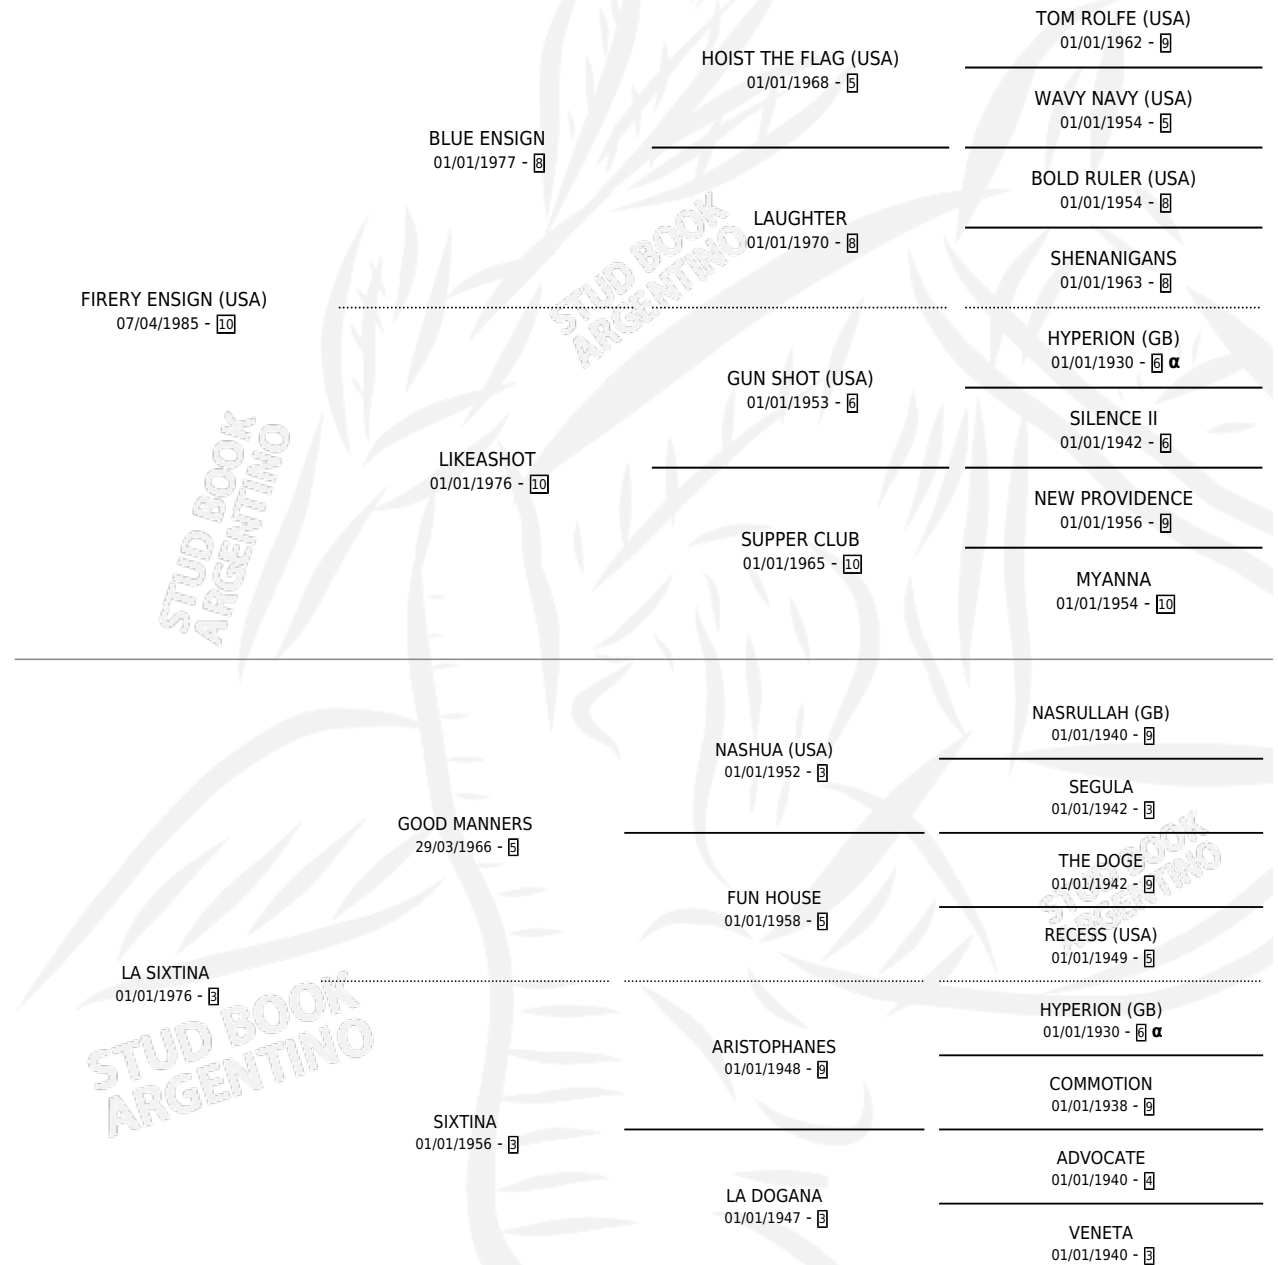 TOM ROLFE (USA)
01/01/1962 - 9
HOIST THE FLAG (USA)
01/01/1968 - 5
WAVY NAVY (USA)
01/01/1954 - 5
BLUE ENSIGN
01/01/1977 - 8
BOLD RULER (USA)
01/01/1954 - 8
LAUGHTER
01/01/1970 - 8
SHENANIGANS
01/01/1963 - 8
FIRERY ENSIGN (USA)
07/04/1985 - 10
HYPERION (GB)
01/01/1930 - 6 α
GUN SHOT (USA)
01/01/1953 - 6
SILENCE II
01/01/1942 - 6
LIKEASHOT
01/01/1976 - 10
NEW PROVIDENCE
01/01/1956 - 9
SUPPER CLUB
01/01/1965 - 10
MYANNA
01/01/1954 - 10
NASRULLAH (GB)
01/01/1940 - 9
NASHUA (USA)
01/01/1952 - 3
SEGULA
01/01/1942 - 3
GOOD MANNERS
29/03/1966 - 5
THE DOGE
01/01/1942 - 9
FUN HOUSE
01/01/1958 - 5
RECESS (USA)
01/01/1949 - 5
LA SIXTINA
01/01/1976 - 3
HYPERION (GB)
01/01/1930 - 6 α
ARISTOPHANES
01/01/1948 - 9
COMMOTION
01/01/1938 - 9
SIXTINA
01/01/1956 - 3
ADVOCATE
01/01/1940 - 4
LA DOGANA
01/01/1947 - 3
VENETA
01/01/1940 - 3
STUD BOOK
ARGENTINO
STUD BOOK
ARGENTINO
STUD BOOK
ARGENTINO
STUD BOOK
ARGENTINO